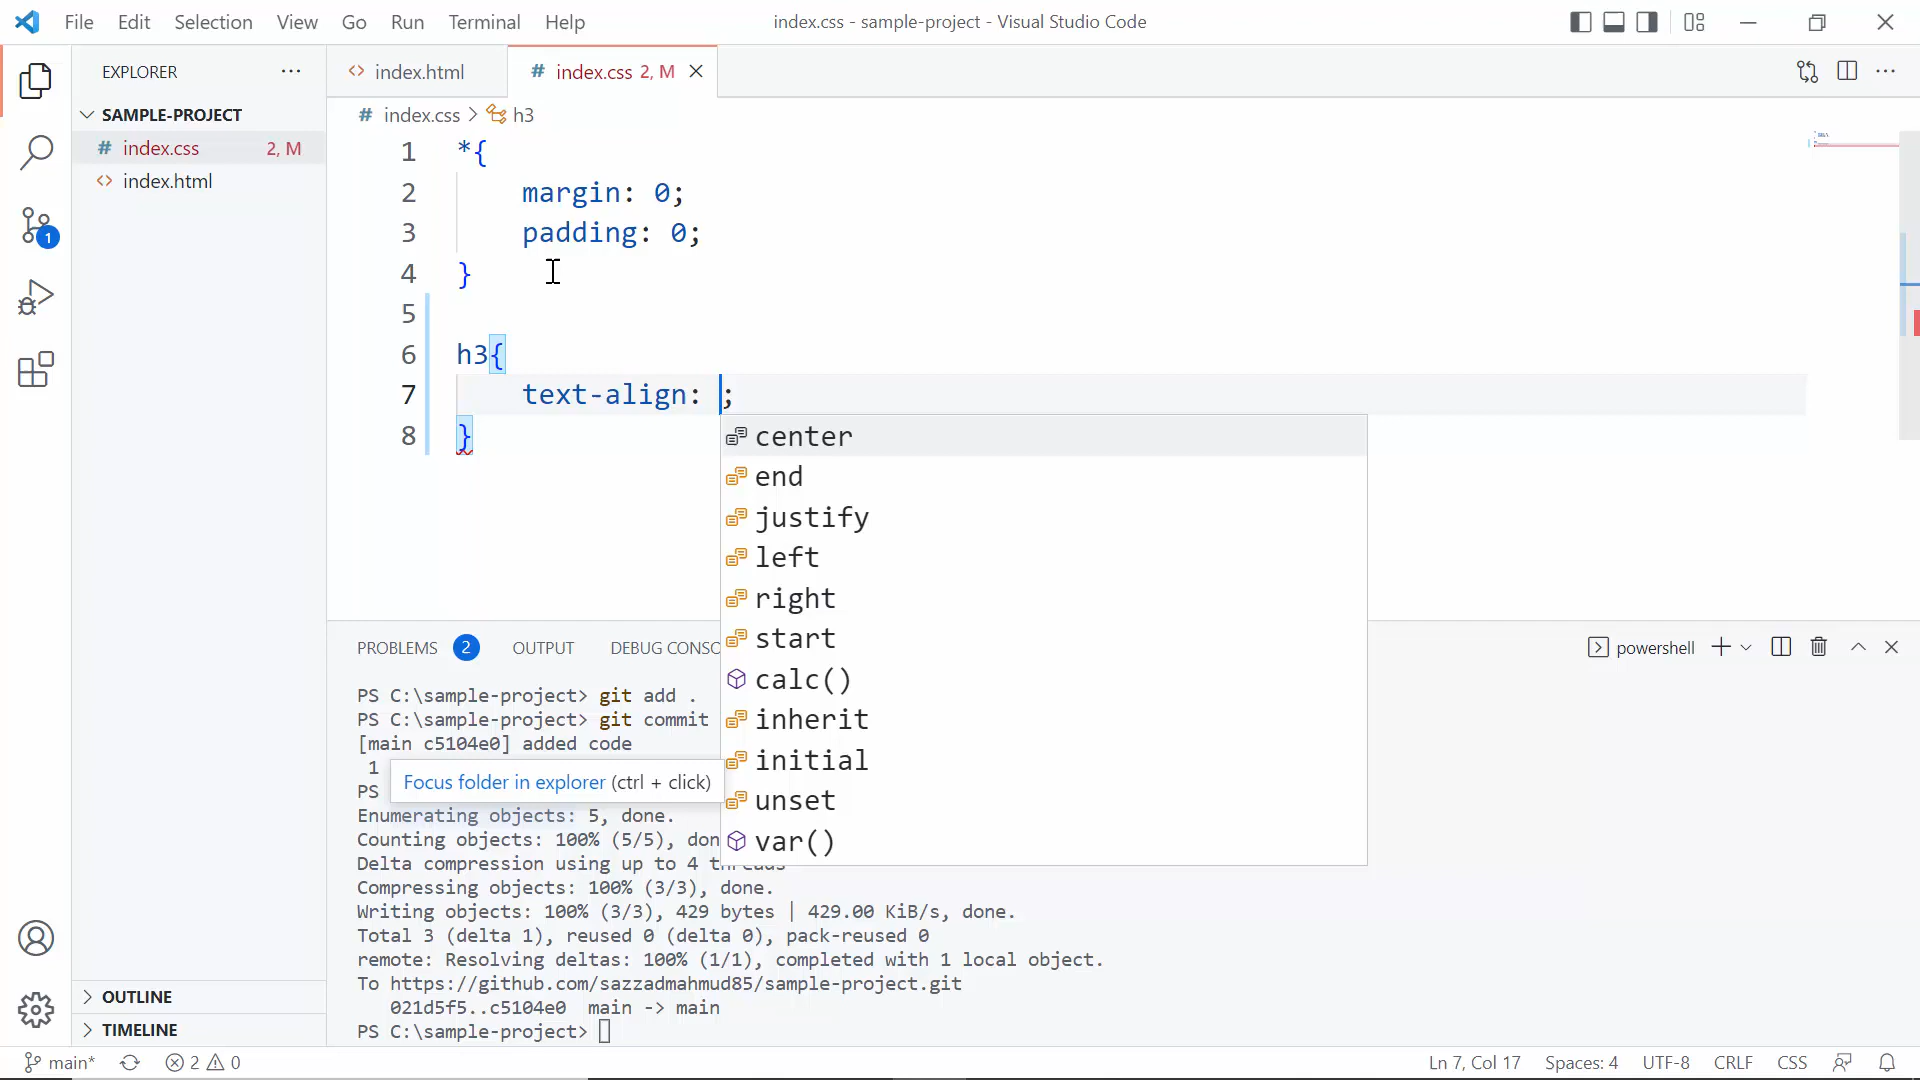 File Edit Selection View Go Run Terminal Help
index.css - sample-project - Visual Studio Code
EXPLORER
SAMPLE-PROJECT
# index.css 2, M
<> index.html
1
OUTLINE
TIMELINE
<> index.html
# index.css 2, M
# index.css > h3
1 *{
2 margin: 0;
3 padding: 0;
4 }
5
6 h3{
7 text-align: ;
8 }
center
end
justify
left
right
start
calc()
inherit
initial
unset
var()
PROBLEMS 2 OUTPUT DEBUG CONSO
powershell
PS C:\sample-project> git add .
PS C:\sample-project> git commit
[main c5104e0] added code
1
PS
Focus folder in explorer (ctrl + click)
Enumerating objects: 5, done.
Counting objects: 100% (5/5), don
Delta compression using up to 4 threads
Compressing objects: 100% (3/3), done.
Writing objects: 100% (3/3), 429 bytes | 429.00 KiB/s, done.
Total 3 (delta 1), reused 0 (delta 0), pack-reused 0
remote: Resolving deltas: 100% (1/1), completed with 1 local object.
To https://github.com/sazzadmahmud85/sample-project.git
021d5f5..c5104e0 main -> main
PS C:\sample-project>
main* 2 0
Ln 7, Col 17 Spaces: 4 UTF-8 CRLF CSS